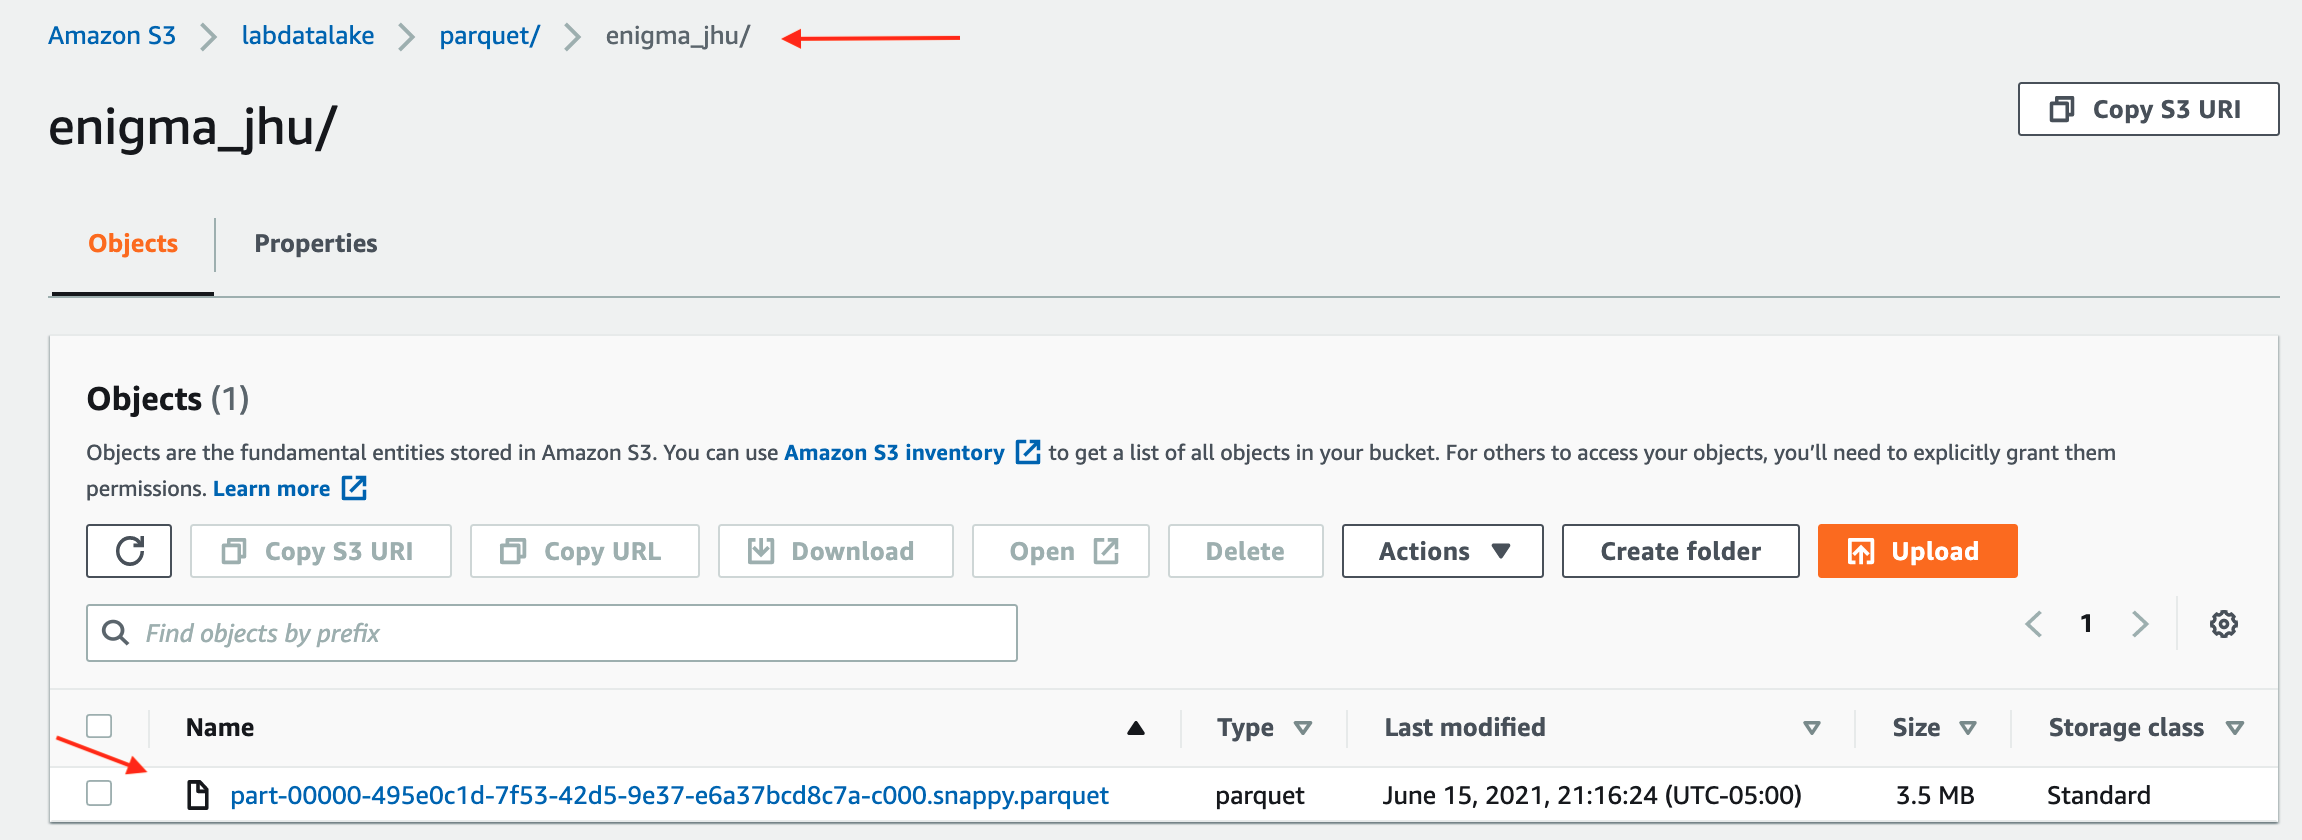 Amazon S3 labdatalake parquet/ enigma_jhu/
enigma_jhu/
Copy S3 URI
Objects Properties
Objects (1)
Objects are the fundamental entities stored in Amazon S3. You can use Amazon S3 inventory to get a list of all objects in your bucket. For others to access your objects, you’ll need to explicitly grant them
permissions. Learn more
Copy S3 URI Copy URL Download Open Delete Actions Create folder Upload
Find objects by prefix 1
Name Type Last modified Size Storage class
part-00000-495e0c1d-7f53-42d5-9e37-e6a37bcd8c7a-c000.snappy.parquet parquet June 15, 2021, 21:16:24 (UTC-05:00) 3.5 MB Standard